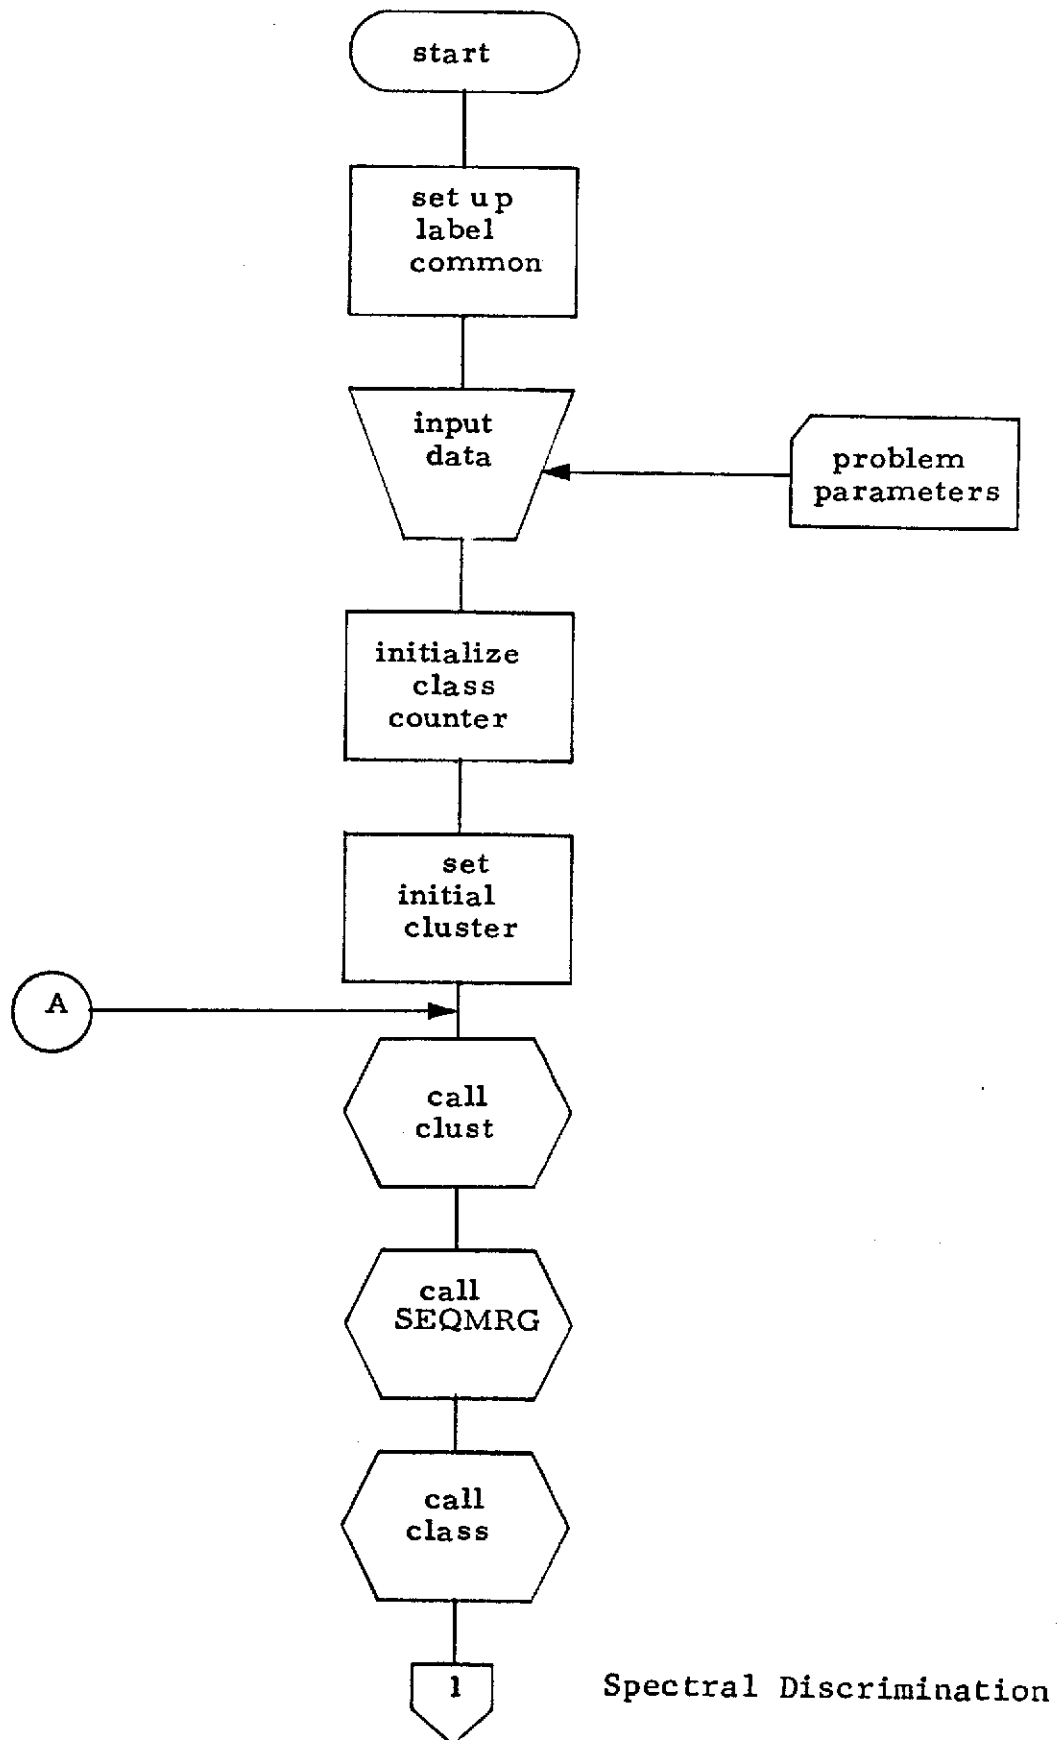 start
set up
label
common
input
data
problem
parameters
initialize
class
counter
set
initial
cluster
A
call
clust
call
SEQMRG
call
class
1
Spectral Discrimination